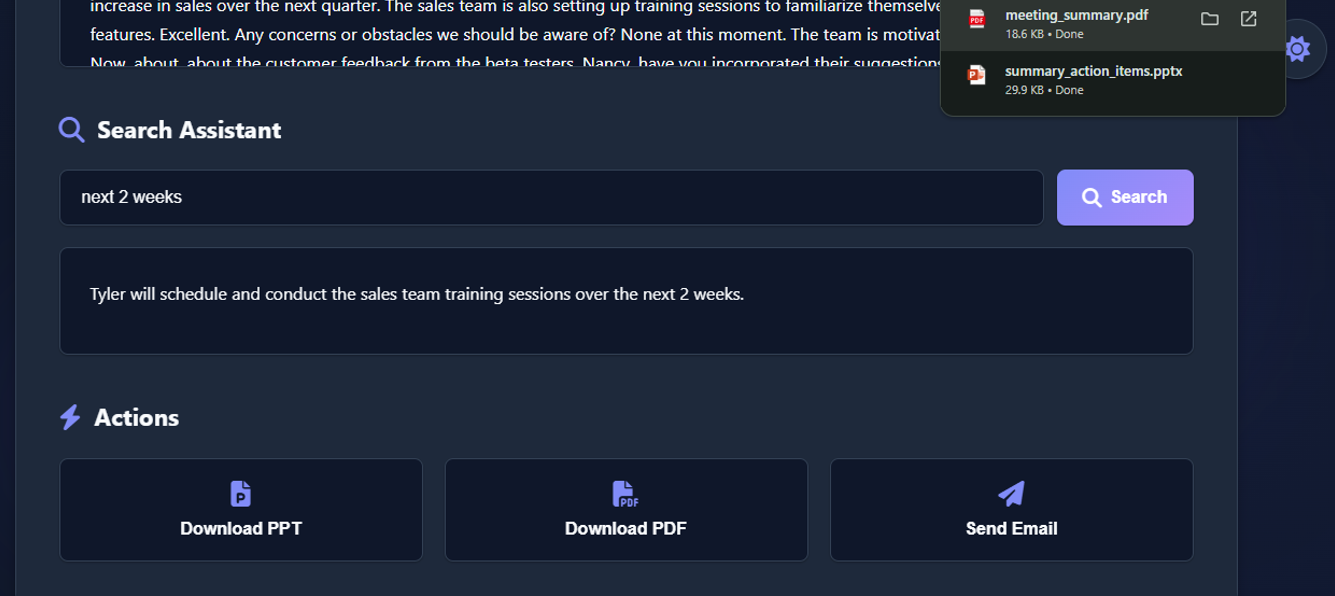 increase in sales over the next quarter. The sales team is also setting up training sessions to familiarize themselve
features. Excellent. Any concerns or obstacles we should be aware of? None at this moment. The team is motivat
Now, about, about the customer feedback from the beta testers. Nancy, have you incorporated their suggestions
meeting_summary.pdf
18.6 KB • Done
summary_action_items.pptx
29.9 KB • Done
Search Assistant
next 2 weeks
Search
Tyler will schedule and conduct the sales team training sessions over the next 2 weeks.
Actions
Download PPT
Download PDF
Send Email